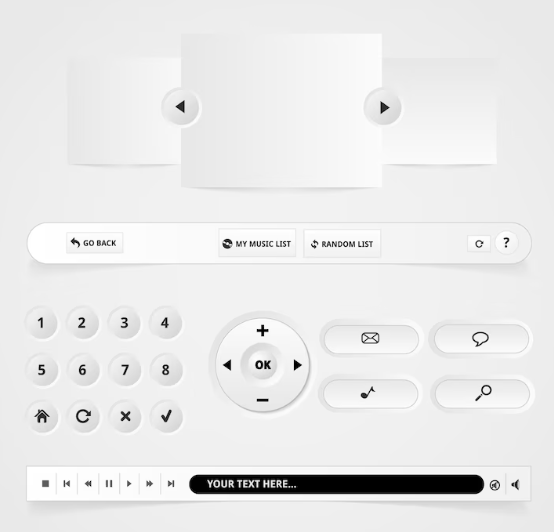 GO BACK
MY MUSIC LIST
RANDOM LIST
?
1 2 3 4
5 6 7 8
OK
YOUR TEXT HERE...